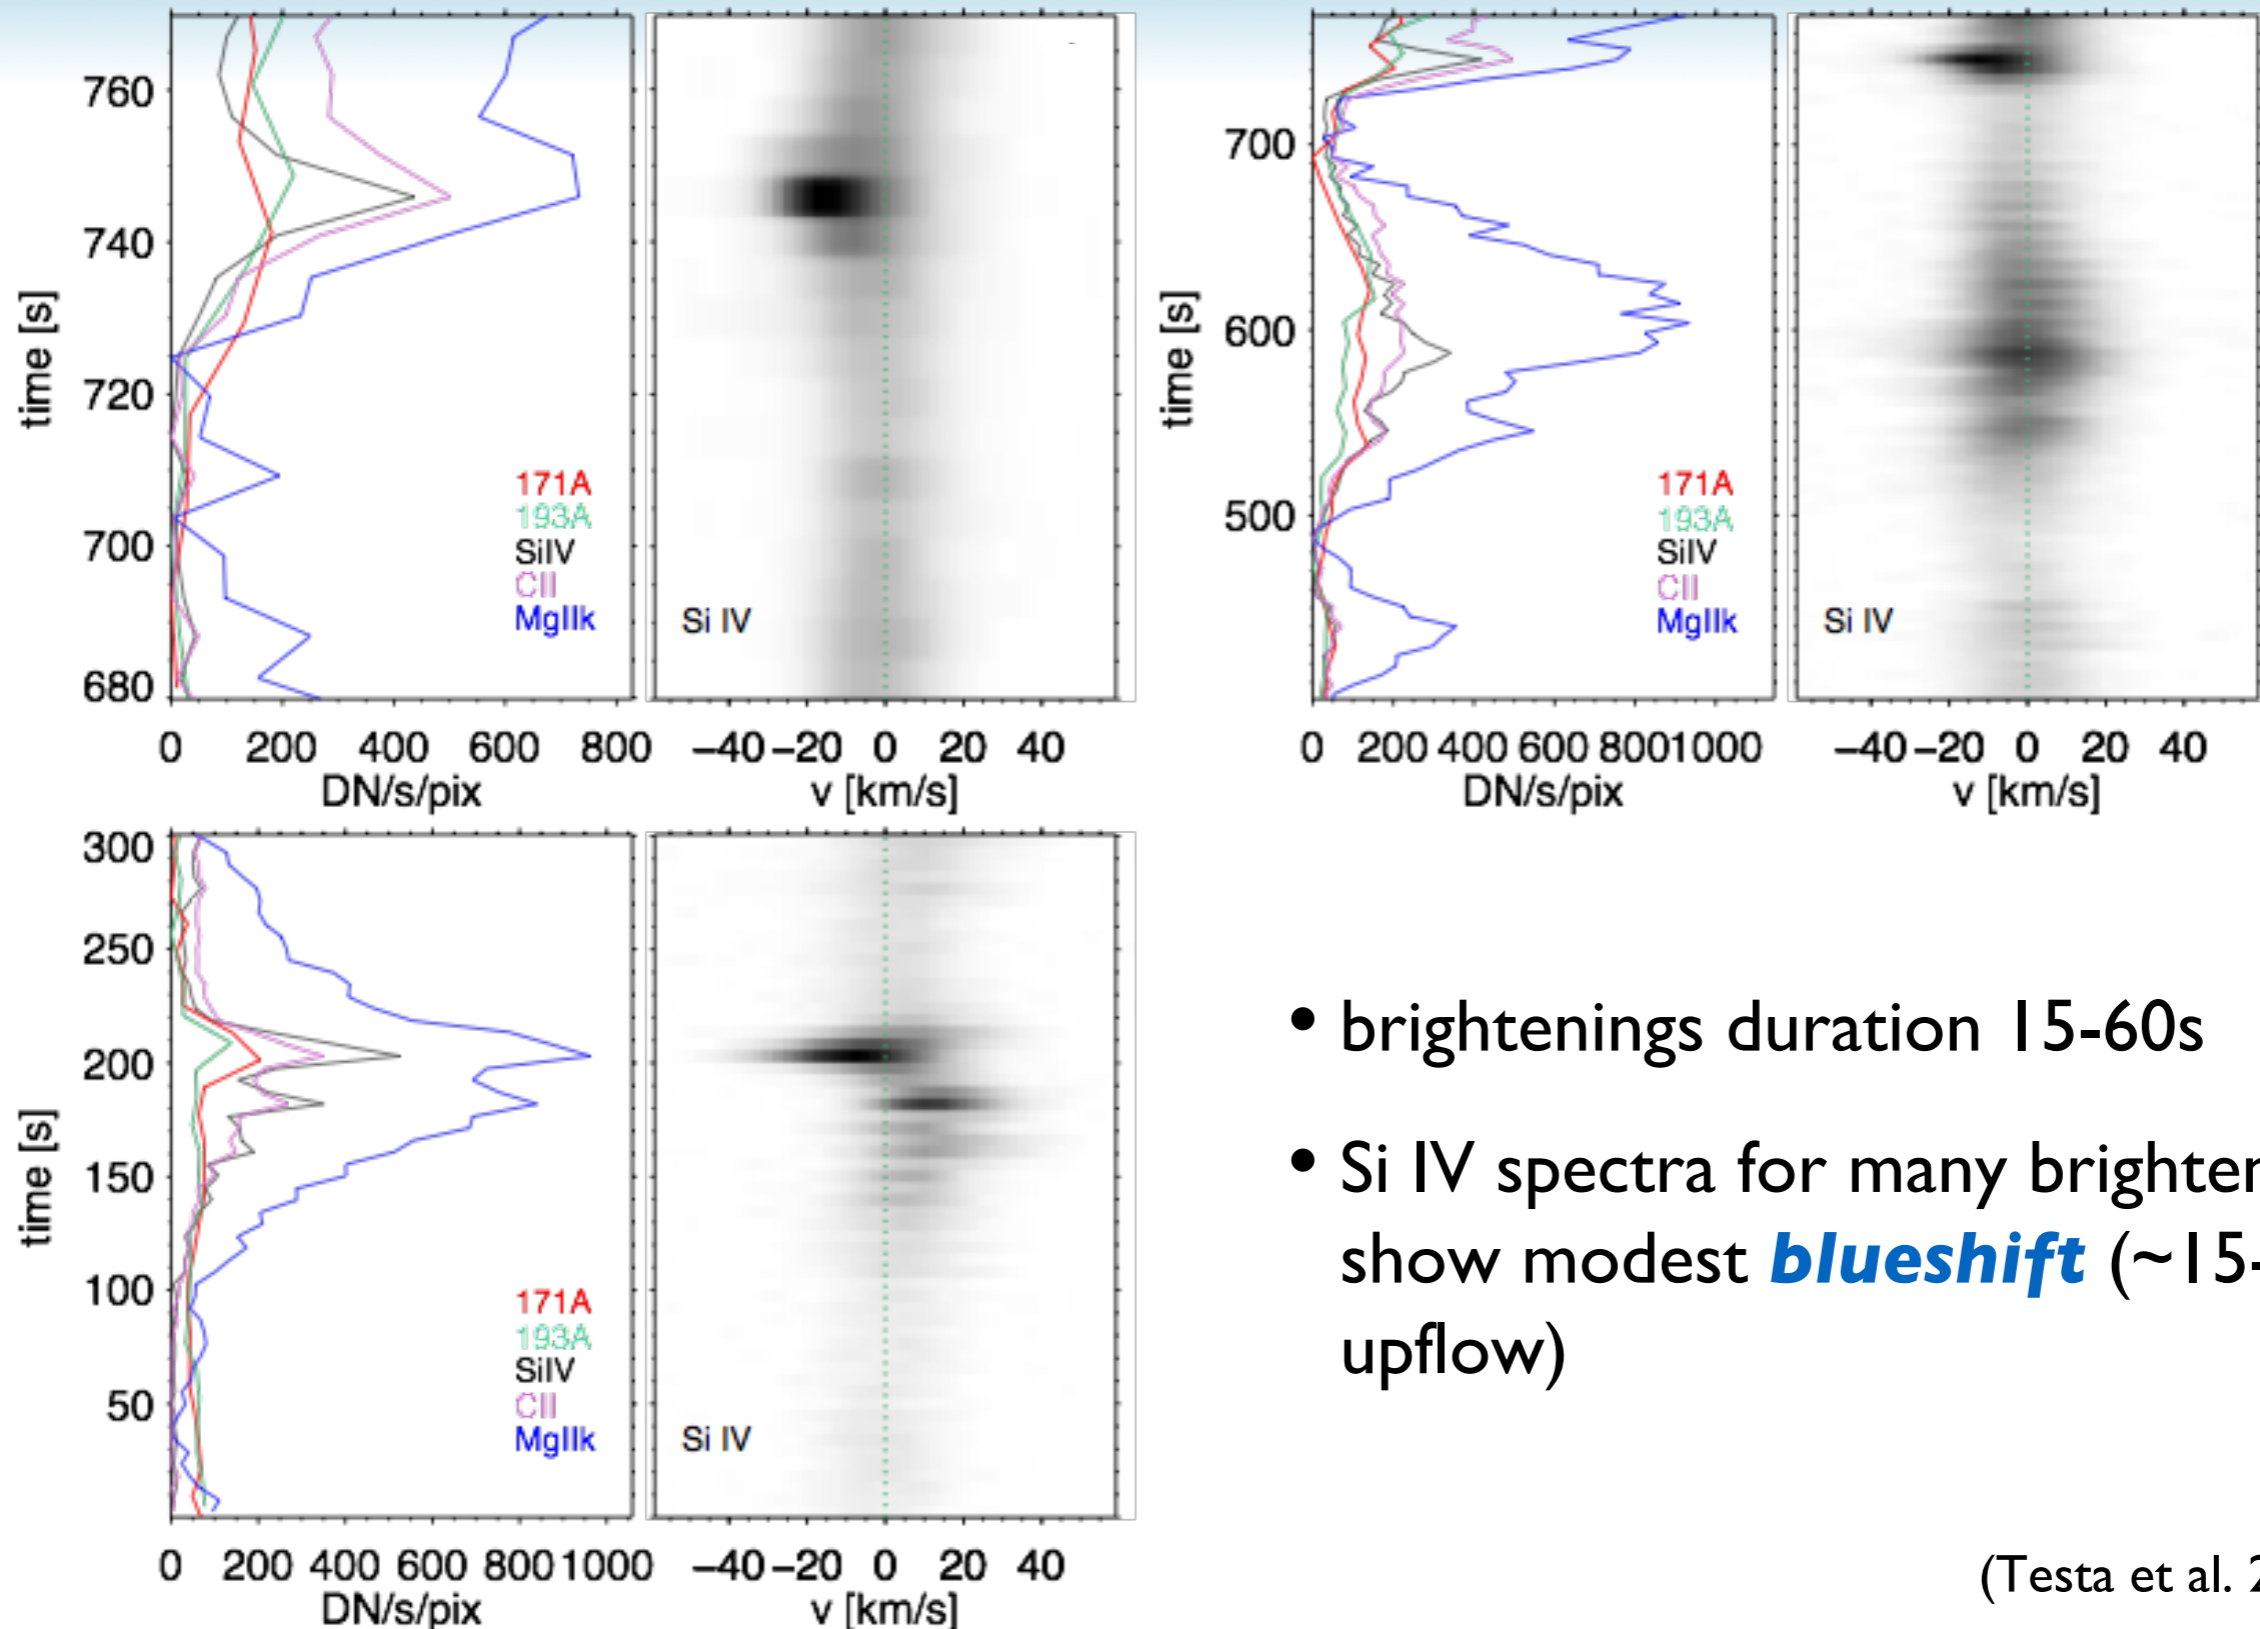 760
740
720
700
680
time [s]
171A
193A
SiIV
CII
MgIIk
0 200 400 600 800
DN/s/pix
Si IV
−40 −20 0 20 40
v [km/s]
700
600
500
time [s]
171A
193A
SiIV
CII
MgIIk
0 200 400 600 800 1000
DN/s/pix
Si IV
−40 −20 0 20 40
v [km/s]
300
250
200
150
100
50
time [s]
171A
193A
SiIV
CII
MgIIk
0 200 400 600 800 1000
DN/s/pix
Si IV
−40 −20 0 20 40
v [km/s]
• brightenings duration 15-60s
• Si IV spectra for many
show modest blueshift (~15-
upflow)
(Testa et al.